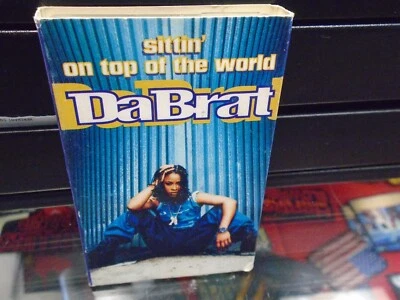 sittin'
on top of the world
DaBrat